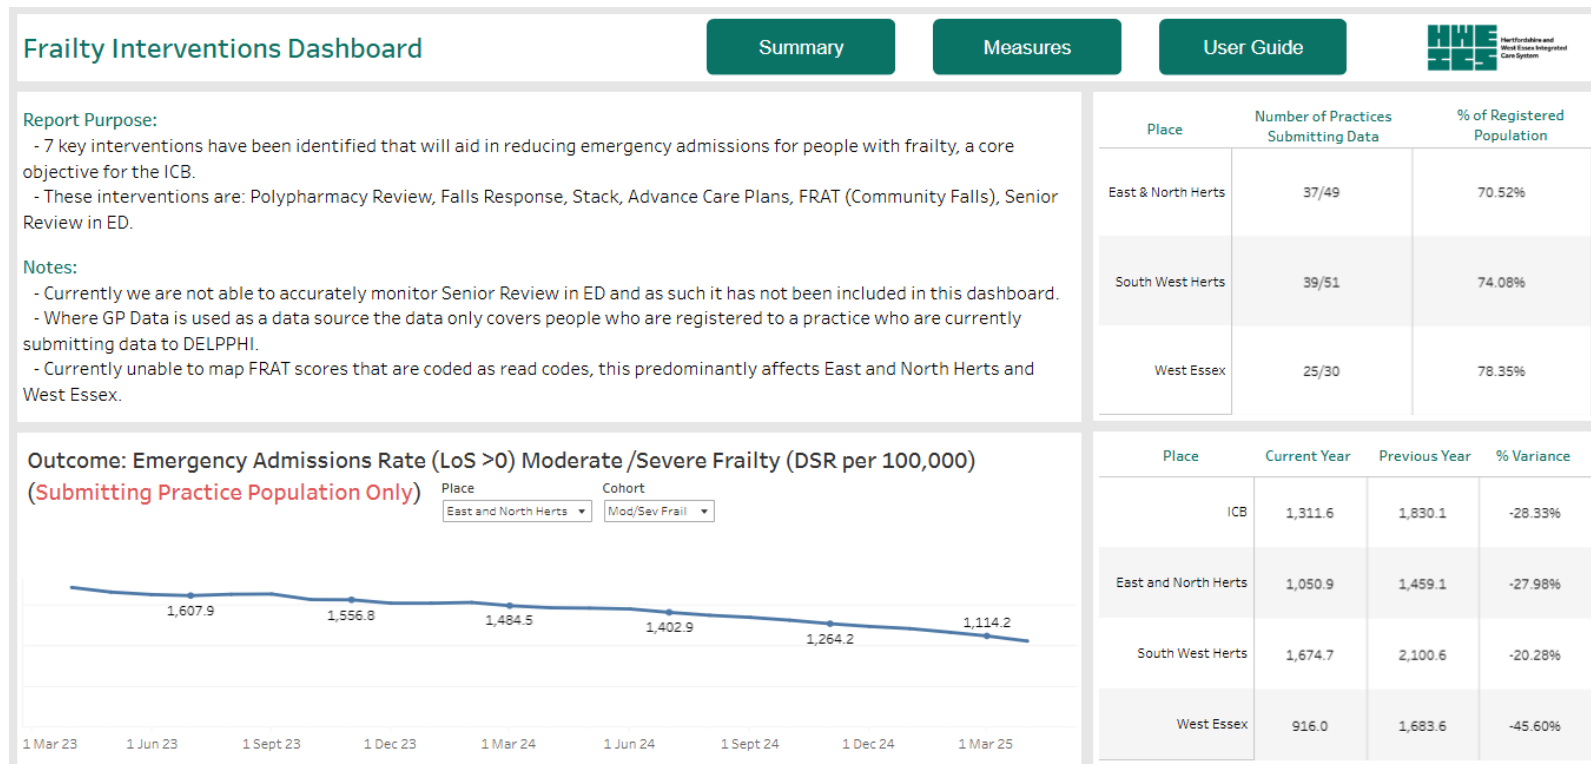 Frailty Interventions Dashboard
Summary
Measures
User Guide
Hertfordshire and
West Essex Integrated
Care System
Report Purpose:
- 7 key interventions have been identified that will aid in reducing emergency admissions for people with frailty, a core
objective for the ICB.
- These interventions are: Polypharmacy Review, Falls Response, Stack, Advance Care Plans, FRAT (Community Falls), Senior
Review in ED.
Notes:
- Currently we are not able to accurately monitor Senior Review in ED and as such it has not been included in this dashboard.
- Where GP Data is used as a data source the data only covers people who are registered to a practice who are currently
submitting data to DELPPHI.
- Currently unable to map FRAT scores that are coded as read codes, this predominantly affects East and North Herts and
West Essex.
Place Number of Practices Submitting Data % of Registered Population
East & North Herts 37/49 70.52%
South West Herts 39/51 74.08%
West Essex 25/30 78.35%
Outcome: Emergency Admissions Rate (LoS >0) Moderate /Severe Frailty (DSR per 100,000)
(Submitting Practice Population Only)
Place
East and North Herts
Cohort
Mod/Sev Frail
1,607.9
1,556.8
1,484.5
1,402.9
1,264.2
1,114.2
1 Mar 23 1 Jun 23 1 Sept 23 1 Dec 23 1 Mar 24 1 Jun 24 1 Sept 24 1 Dec 24 1 Mar 25
Place Current Year Previous Year % Variance
ICB 1,311.6 1,830.1 -28.33%
East and North Herts 1,050.9 1,459.1 -27.98%
South West Herts 1,674.7 2,100.6 -20.28%
West Essex 916.0 1,683.6 -45.60%